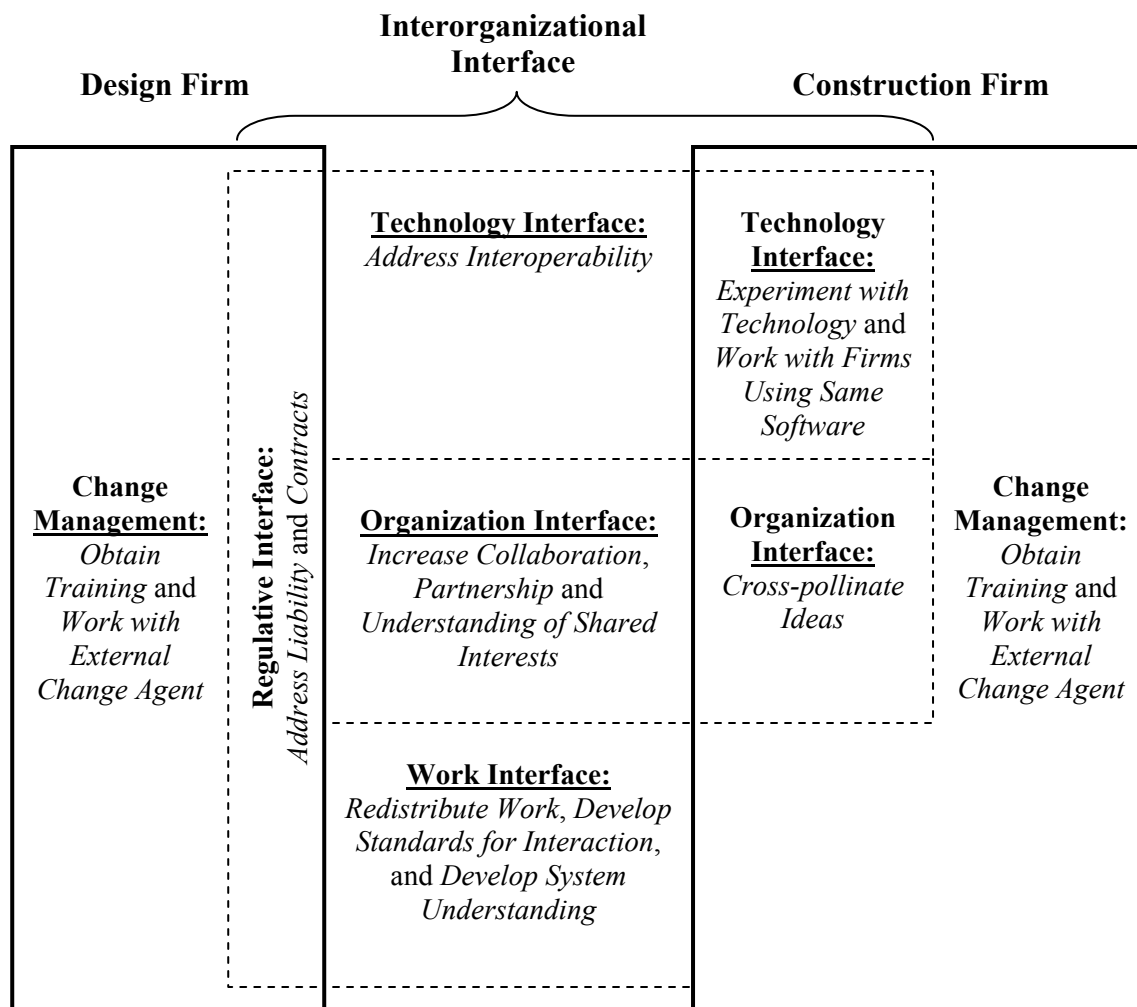 Interorganizational
Interface
Design Firm
Construction Firm
Change
Management:
Obtain
Training and
Work with
External
Change Agent
Regulative Interface:
Address Liability and Contracts
Technology Interface:
Address Interoperability
Organization Interface:
Increase Collaboration,
Partnership and
Understanding of Shared
Interests
Work Interface:
Redistribute Work, Develop
Standards for Interaction,
and Develop System
Understanding
Technology
Interface:
Experiment with
Technology and
Work with Firms
Using Same
Software
Organization
Interface:
Cross-pollinate
Ideas
Change
Management:
Obtain
Training and
Work with
External
Change Agent